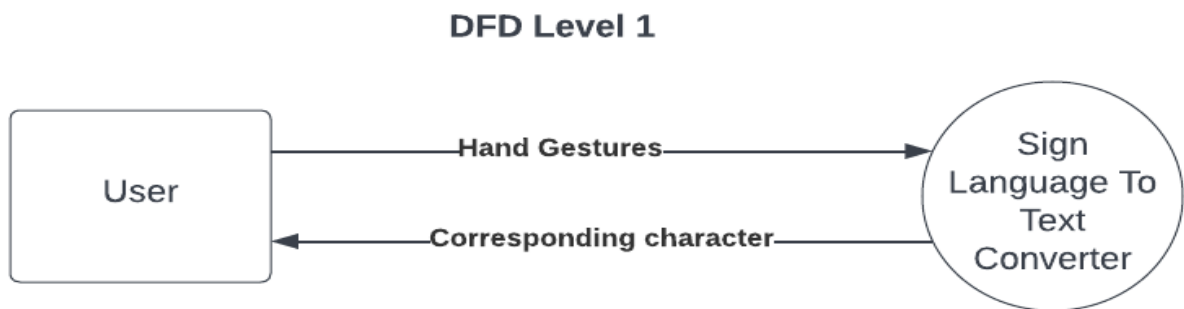 DFD Level 1
User
Hand Gestures
Corresponding character
Sign
Language To
Text
Converter